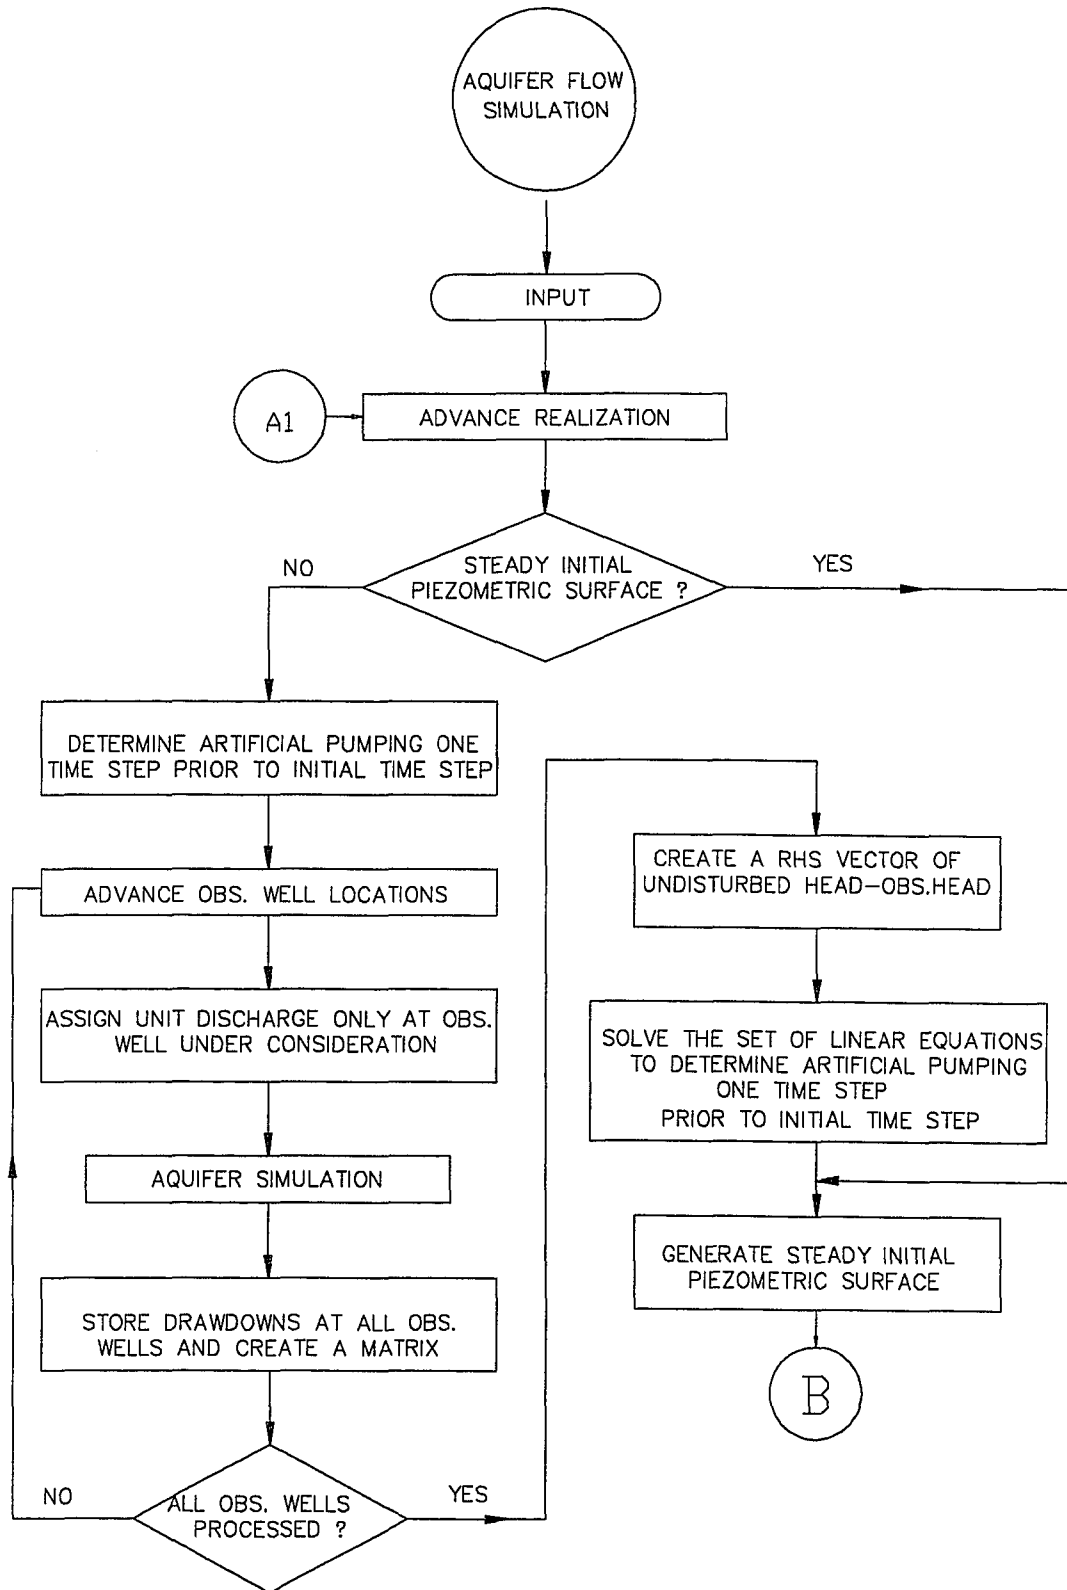 AQUIFER FLOW
SIMULATION
INPUT
A1
ADVANCE REALIZATION
NO
STEADY INITIAL
PIEZOMETRIC SURFACE ?
YES
DETERMINE ARTIFICIAL PUMPING ONE
TIME STEP PRIOR TO INITIAL TIME STEP
ADVANCE OBS. WELL LOCATIONS
ASSIGN UNIT DISCHARGE ONLY AT OBS.
WELL UNDER CONSIDERATION
AQUIFER SIMULATION
STORE DRAWDOWNS AT ALL OBS.
WELLS AND CREATE A MATRIX
NO
ALL OBS. WELLS
PROCESSED ?
YES
CREATE A RHS VECTOR OF
UNDISTURBED HEAD-OBS.HEAD
SOLVE THE SET OF LINEAR EQUATIONS
TO DETERMINE ARTIFICIAL PUMPING
ONE TIME STEP
PRIOR TO INITIAL TIME STEP
GENERATE STEADY INITIAL
PIEZOMETRIC SURFACE
B